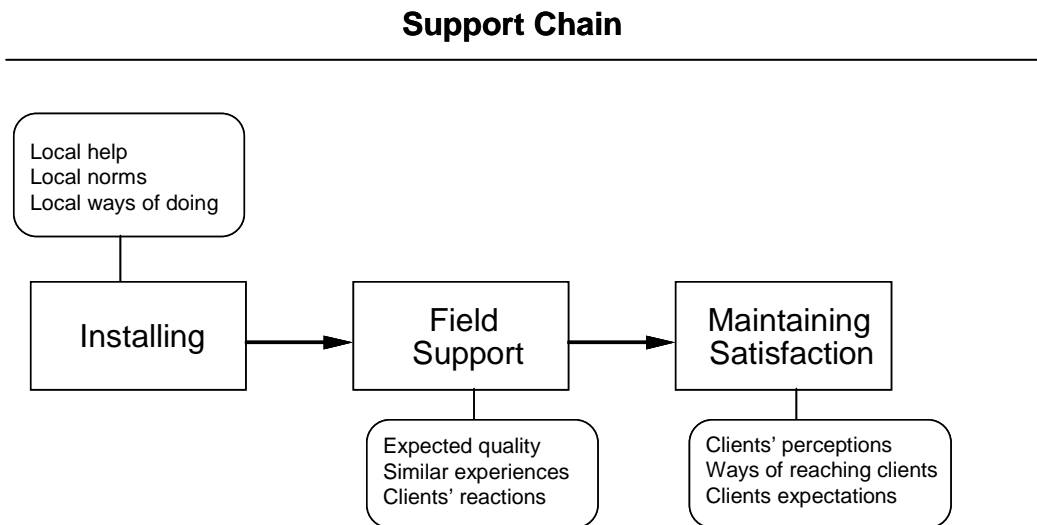 Support Chain
Local help
Local norms
Local ways of doing
Installing
Field
Support
Maintaining
Satisfaction
Expected quality
Similar experiences
Clients’ reactions
Clients’ perceptions
Ways of reaching clients
Clients expectations